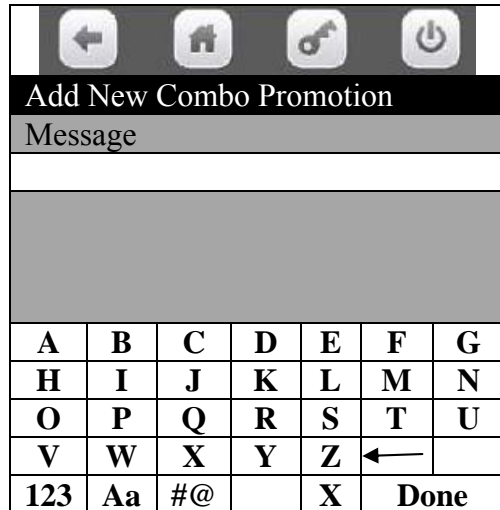 Add New Combo Promotion
Message
A B C D E F G
H I J K L M N
O P Q R S T U
V W X Y Z
123 Aa #@ X Done